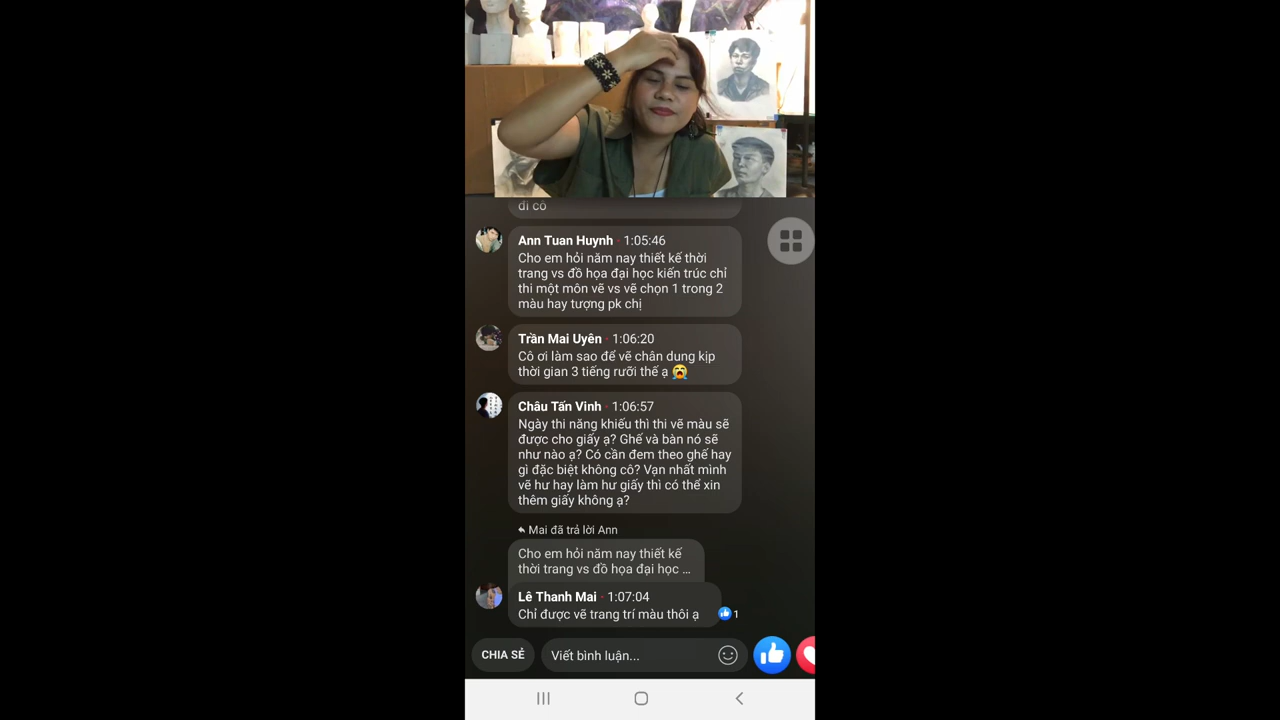 đi cô
Ann Tuan Huynh · 1:05:46
Cho em hỏi năm nay thiết kế thời
trang vs đồ họa đại học kiến trúc chỉ
thi một môn vẽ vs vẽ chọn 1 trong 2
màu hay tượng pk chị
Trần Mai Uyên · 1:06:20
Cô ơi làm sao để vẽ chân dung kịp
thời gian 3 tiếng rưỡi thế ạ 😭
Châu Tấn Vinh · 1:06:57
Ngày thi năng khiếu thì thi vẽ màu sẽ
được cho giấy ạ? Ghế và bàn nó sẽ
như nào ạ? Có cần đem theo ghế hay
gì đặc biệt không cô? Vạn nhất mình
vẽ hư hay làm hư giấy thì có thể xin
thêm giấy không ạ?
Mai đã trả lời Ann
Cho em hỏi năm nay thiết kế
thời trang vs đồ họa đại học ...
Lê Thanh Mai · 1:07:04
Chỉ được vẽ trang trí màu thôi ạ
1
CHIA SẺ
Viết bình luận...